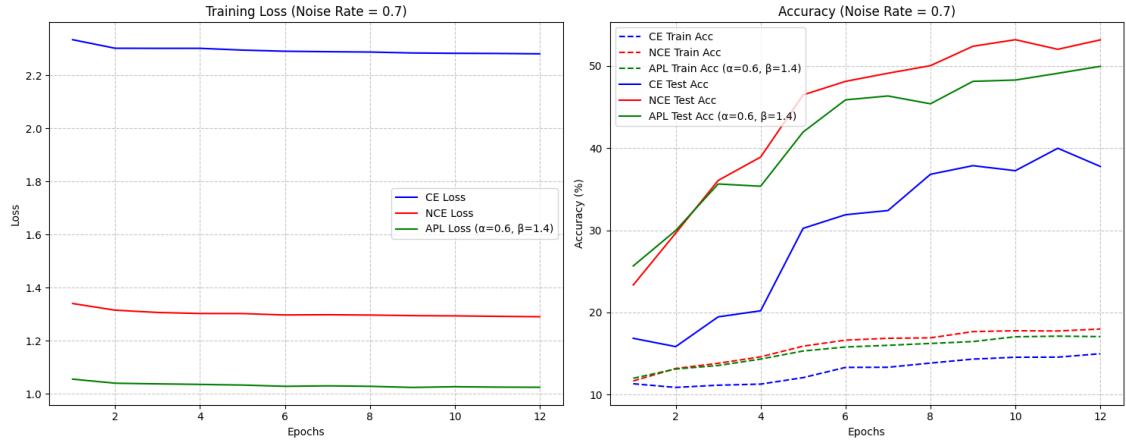 Training Loss (Noise Rate = 0.7)
Loss
2.2
2.0
1.8
1.6
1.4
1.2
1.0
CE Loss
NCE Loss
APL Loss (α=0.6, β=1.4)
2
4
6
8
10
12
Epochs
Accuracy (Noise Rate = 0.7)
Accuracy (%)
50
40
30
20
10
CE Train Acc
NCE Train Acc
APL Train Acc (α=0.6, β=1.4)
CE Test Acc
NCE Test Acc
APL Test Acc (α=0.6, β=1.4)
2
4
6
8
10
12
Epochs